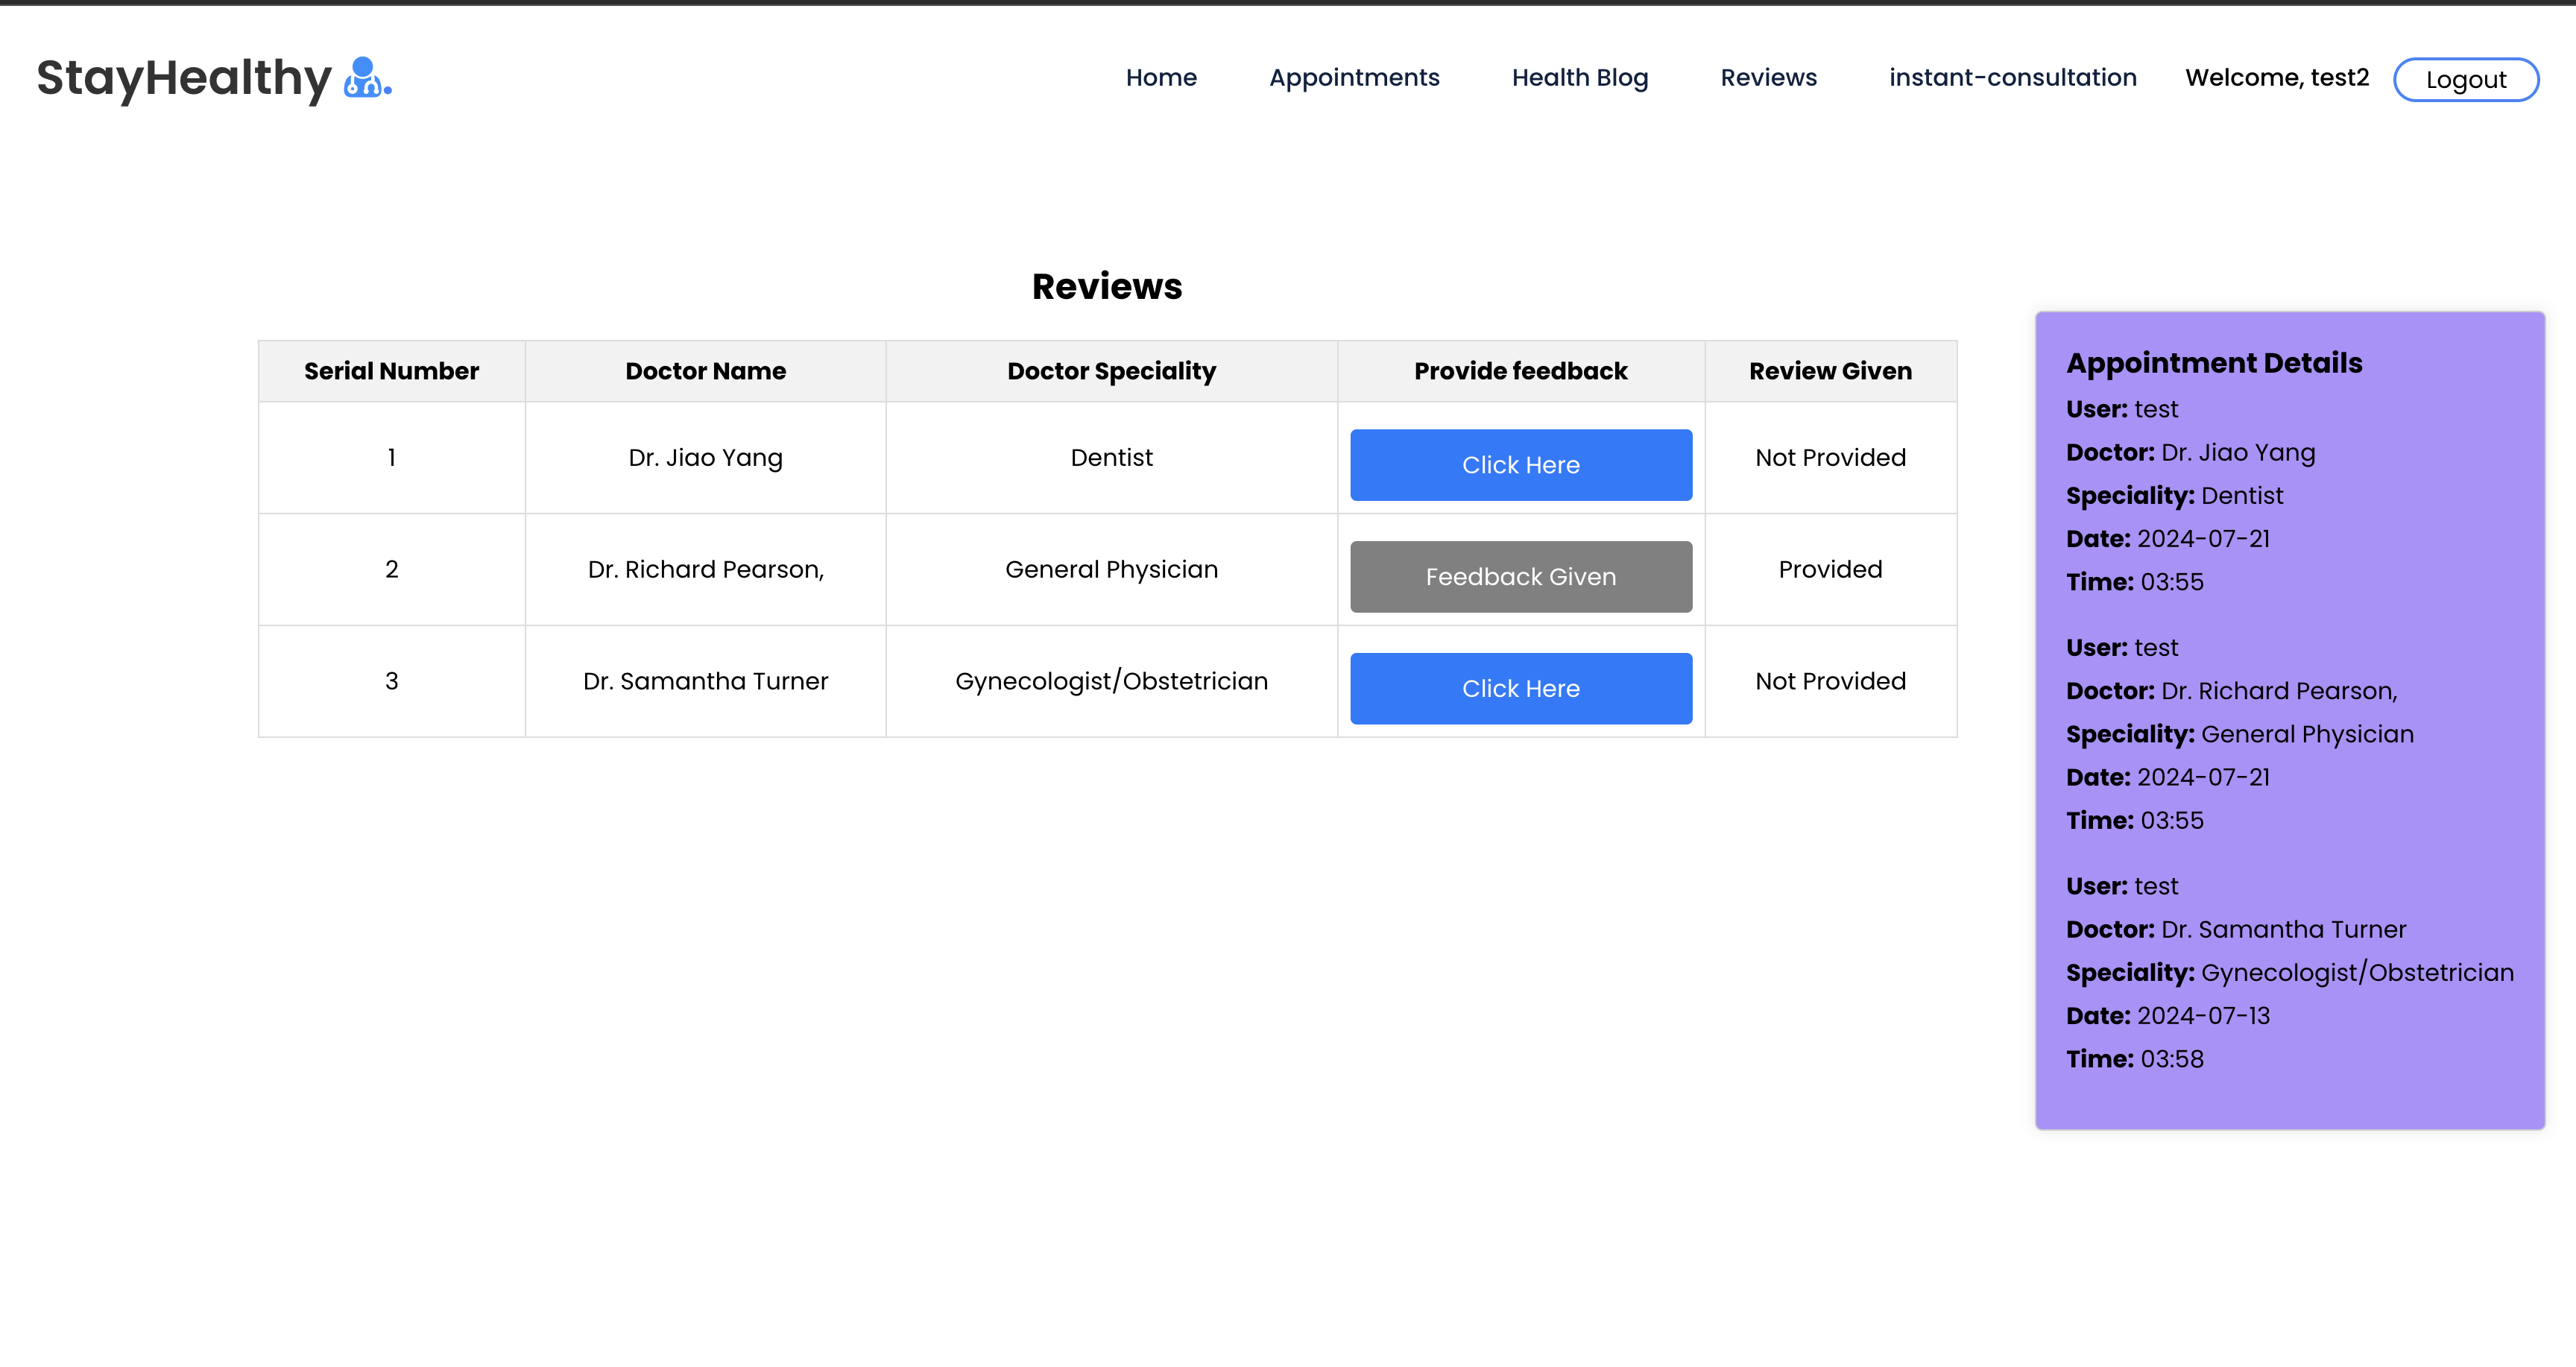 StayHealthy
Home Appointments Health Blog Reviews instant-consultation Welcome, test2 Logout
Reviews
Serial Number Doctor Name Doctor Speciality Provide feedback Review Given
1 Dr. Jiao Yang Dentist Click Here Not Provided
2 Dr. Richard Pearson, General Physician Feedback Given Provided
3 Dr. Samantha Turner Gynecologist/Obstetrician Click Here Not Provided
Appointment Details
User: test
Doctor: Dr. Jiao Yang
Speciality: Dentist
Date: 2024-07-21
Time: 03:55
User: test
Doctor: Dr. Richard Pearson,
Speciality: General Physician
Date: 2024-07-21
Time: 03:55
User: test
Doctor: Dr. Samantha Turner
Speciality: Gynecologist/Obstetrician
Date: 2024-07-13
Time: 03:58